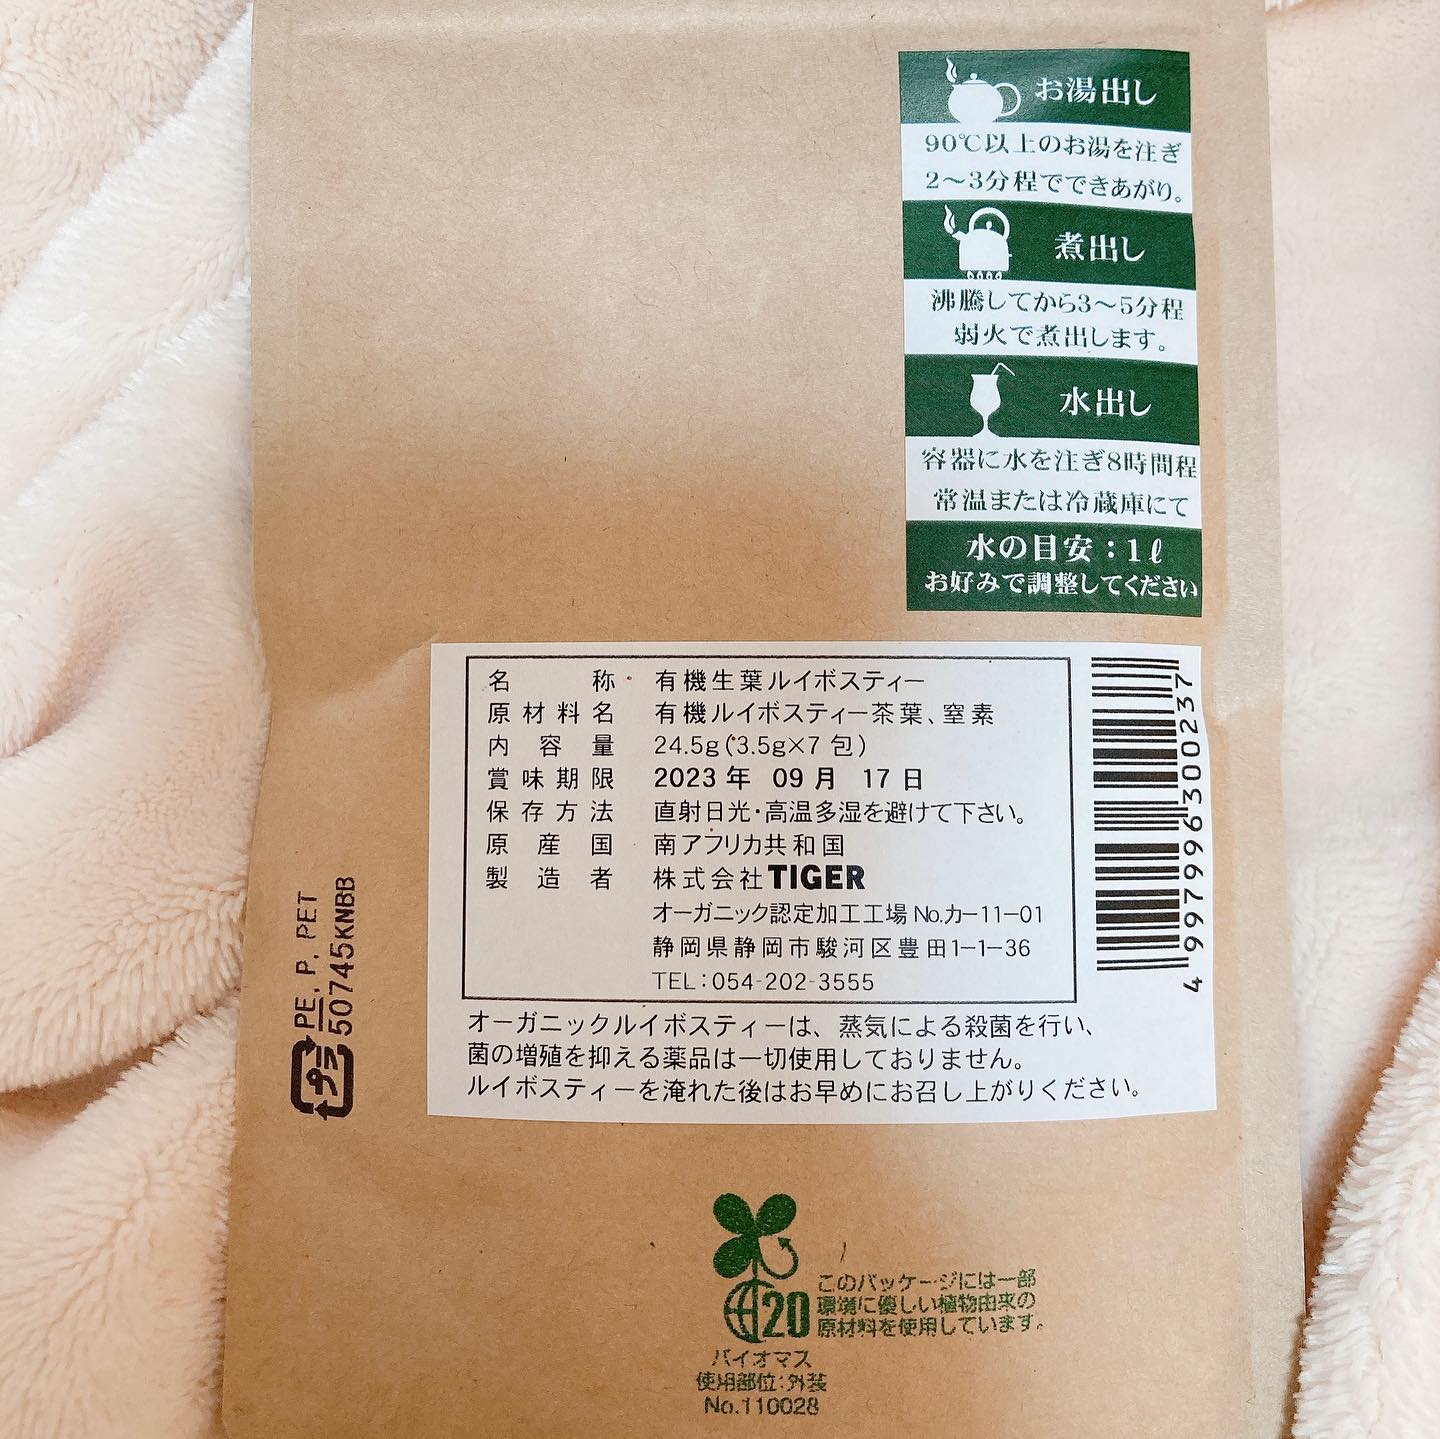 お湯出し
90℃以上のお湯を注ぎ
2〜3分程でできあがり。
煮出し
沸騰してから3〜5分程
弱火で煮出します。
水出し
容器に水を注ぎ8時間程
常温または冷蔵庫にて
水の目安：1ℓ
お好みで調整してください
名称 有機生葉ルイボスティー
原材料名 有機ルイボスティー茶葉、窒素
内容量 24.5g(3.5g×7 包)
賞味期限 2023年 09月 17日
保存方法 直射日光・高温多湿を避けて下さい。
原産国 南アフリカ共和国
製造者 株式会社TIGER
オーガニック認定加工工場 No.カー11-01
静岡県静岡市駿河区豊田1-1-36
TEL：054-202-3555
4997996300237
オーガニックルイボスティーは、蒸気による殺菌を行い、
菌の増殖を抑える薬品は一切使用しておりません。
ルイボスティーを淹れた後はお早めにお召し上がりください。
プラ
PE, P, PET
50745KNBB
20
このパッケージには一部
環境に優しい植物由来の
原材料を使用しています。
バイオマス
使用部位：外装
No.110028